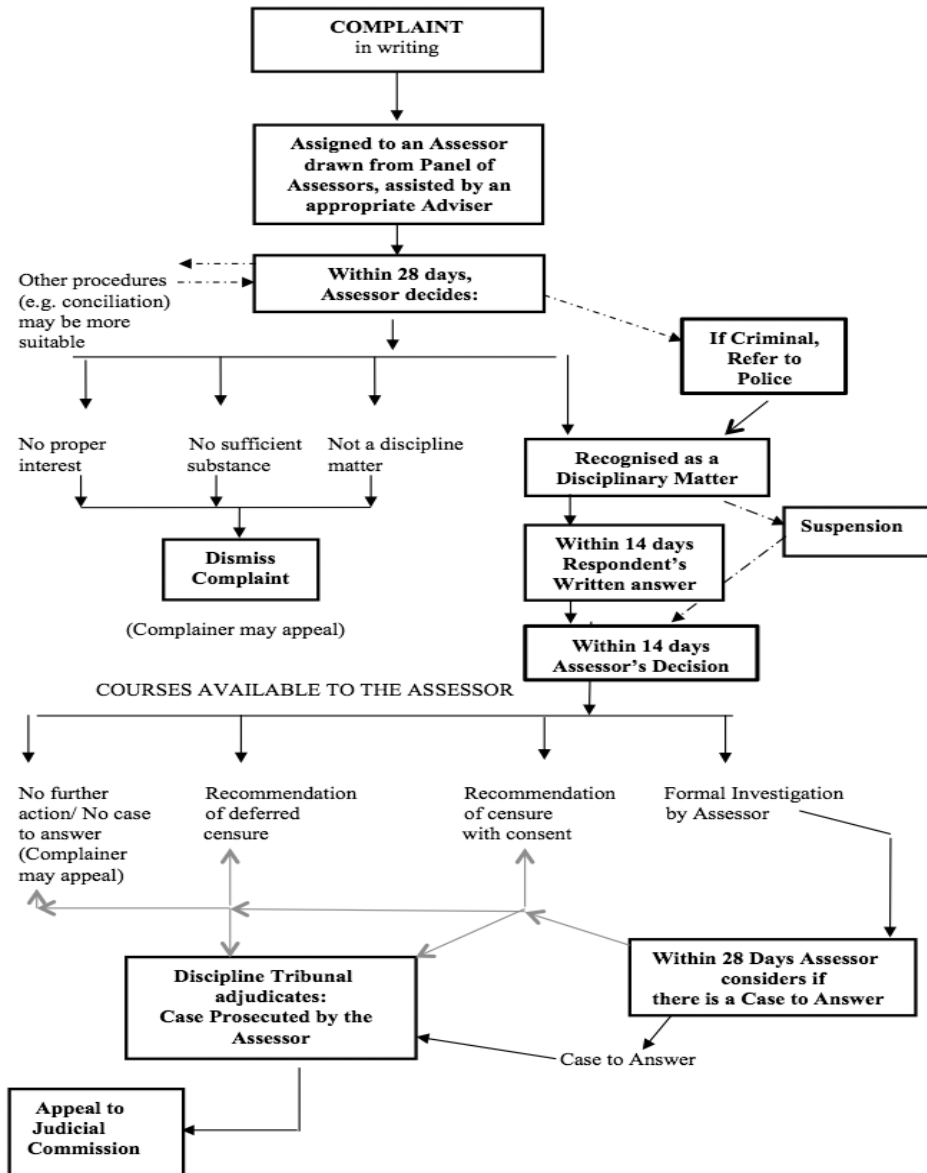 COMPLAINT
in writing
Assigned to an Assessor
drawn from Panel of
Assessors, assisted by an
appropriate Adviser
Within 28 days,
Assessor decides:
Other procedures
(e.g. conciliation)
may be more
suitable
If Criminal,
Refer to
Police
No proper
interest
No sufficient
substance
Not a discipline
matter
Recognised as a
Disciplinary Matter
Suspension
Dismiss
Complaint
Within 14 days
Respondent's
Written answer
(Complainer may appeal)
Within 14 days
Assessor's Decision
COURSES AVAILABLE TO THE ASSESSOR
No further
action/ No case
to answer
(Complainer
may appeal)
Recommendation
of deferred
censure
Recommendation
of censure
with consent
Formal Investigation
by Assessor
Within 28 Days Assessor
considers if
there is a Case to Answer
Discipline Tribunal
adjudicates:
Case Prosecuted by the
Assessor
Case to Answer
Appeal to
Judicial
Commission